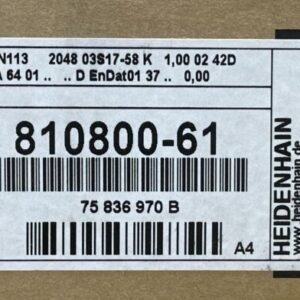 N113 2048 03S17-58 K 1,00 02 42D
A 64 01 .. .. D EnDat01 37 .. 0,00
810800-61
75 836 970 B
A4
HEIDENHAIN
www.heidenhain.de